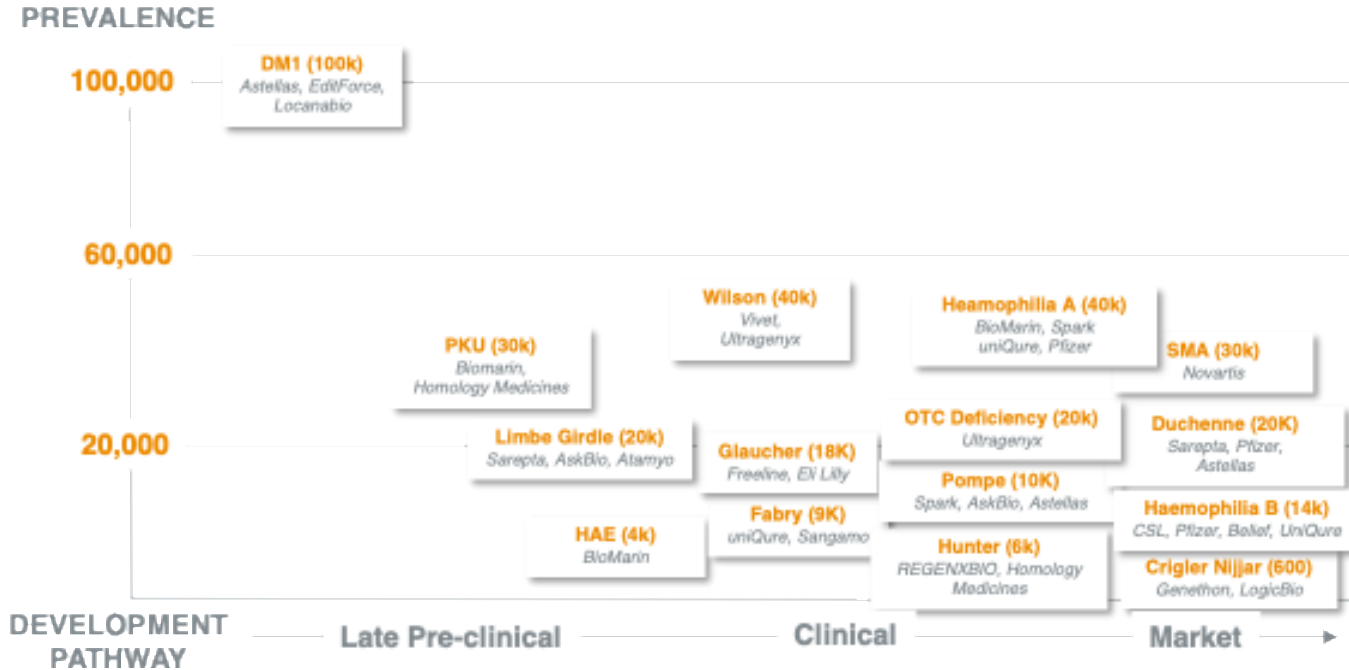 PREVALENCE
100,000
DM1 (100k)
Astellas, EditForce,
Locanabio
60,000
Wilson (40k)
Vivet,
Ultragenyx
Heamophilia A (40k)
BioMarin, Spark
uniQure, Pfizer
PKU (30k)
Biomarin,
Homology Medicines
SMA (30k)
Novartis
20,000
Limbe Girdle (20k)
Sarepta, AskBio, Atamyo
Glaucher (18K)
Freeline, Eli Lilly
OTC Deficiency (20k)
Ultragenyx
Duchenne (20K)
Sarepta, Pfizer,
Astellas
Pompe (10K)
Spark, AskBio, Astellas
HAE (4k)
BioMarin
Fabry (9K)
uniQure, Sangamo
Haemophilia B (14k)
CSL, Pfizer, Belief, UniQure
Hunter (6k)
REGENXBIO, Homology
Medicines
Crigler Nijjar (600)
Genethon, LogicBio
DEVELOPMENT
PATHWAY
Late Pre-clinical
Clinical
Market